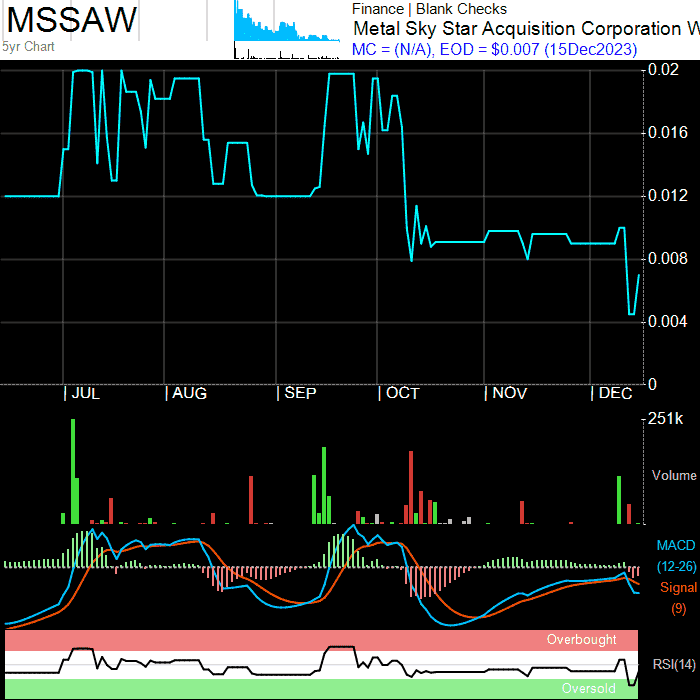 MSSAW
5yr Chart
Finance | Blank Checks
Metal Sky Star Acquisition Corporation W
MC = (N/A), EOD = $0.007 (15Dec2023)
0.02
0.016
0.012
0.008
0.004
0
JUL AUG SEP OCT NOV DEC
251k
Volume
MACD
(12-26)
Signal
(9)
Overbought
RSI(14)
Oversold